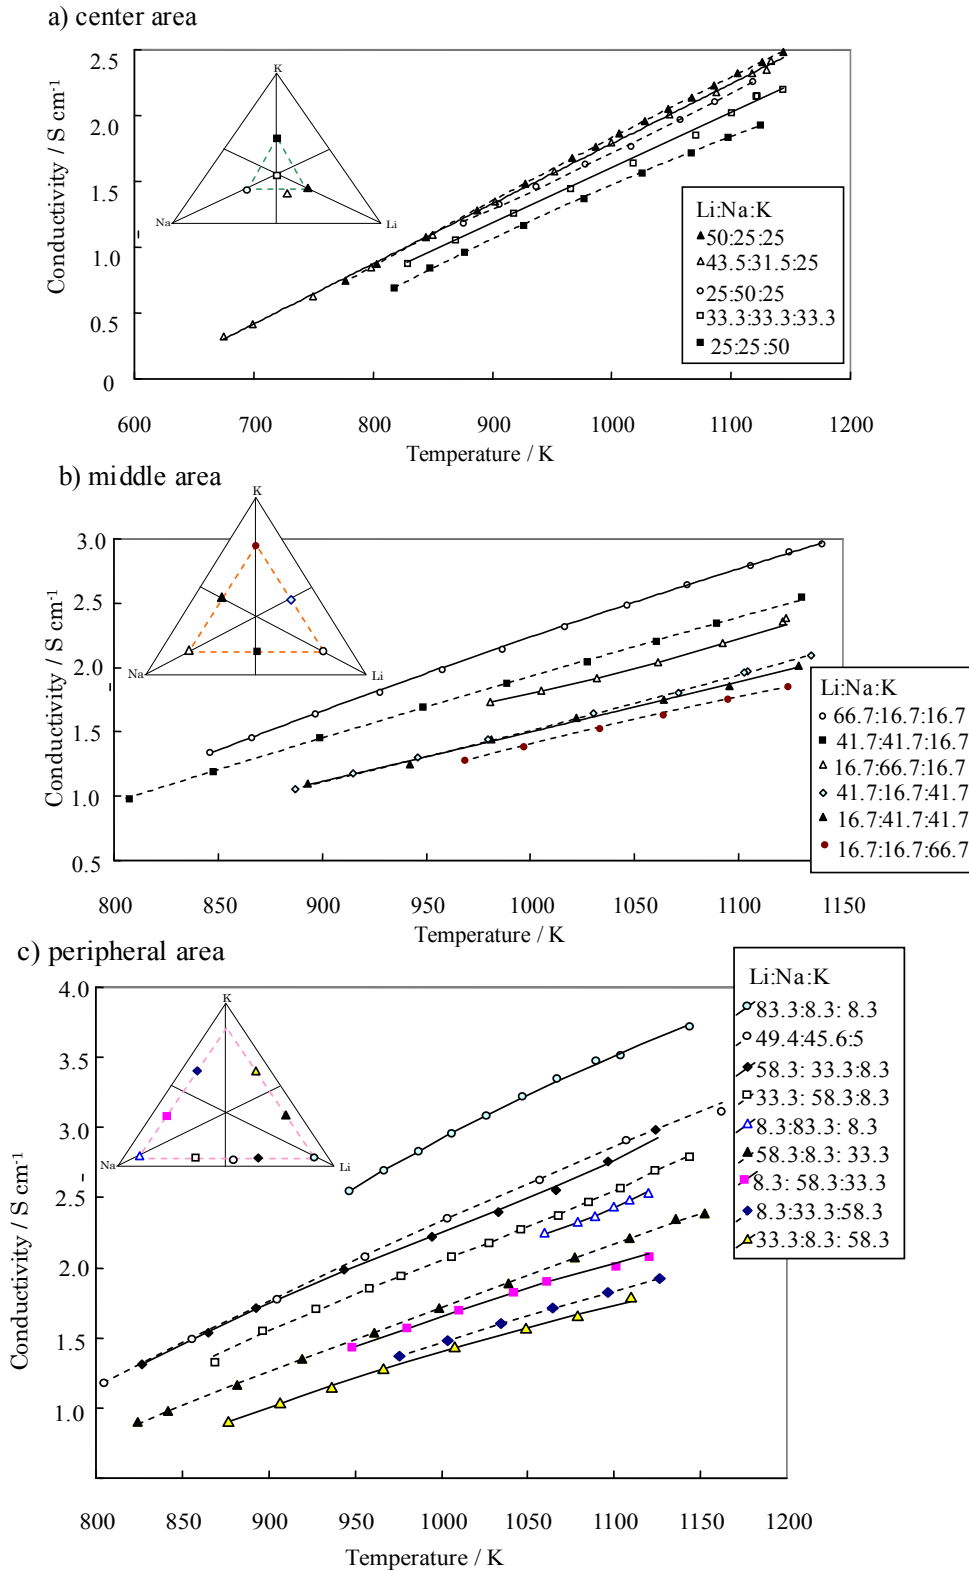 a) center area
K
Na
Li
Conductivity / S cm-1
2.5
2.0
1.5
1.0
0.5
0
600 700 800 900 1000 1100 1200
Temperature / K
Li:Na:K
50:25:25
43.5:31.5:25
25:50:25
33.3:33.3:33.3
25:25:50
b) middle area
K
Na
Li
Conductivity / S cm-1
3.0
2.5
2.0
1.5
1.0
0.5
800 850 900 950 1000 1050 1100 1150
Temperature / K
Li:Na:K
66.7:16.7:16.7
41.7:41.7:16.7
16.7:66.7:16.7
41.7:16.7:41.7
16.7:41.7:41.7
16.7:16.7:66.7
c) peripheral area
K
Na
Li
Conductivity / S cm-1
4.0
3.5
3.0
2.5
2.0
1.5
1.0
800 850 900 950 1000 1050 1100 1150 1200
Temperature / K
Li:Na:K
83.3:8.3: 8.3
49.4:45.6:5
58.3: 33.3:8.3
33.3: 58.3:8.3
8.3:83.3: 8.3
58.3:8.3: 33.3
8.3: 58.3:33.3
8.3:33.3:58.3
33.3:8.3: 58.3